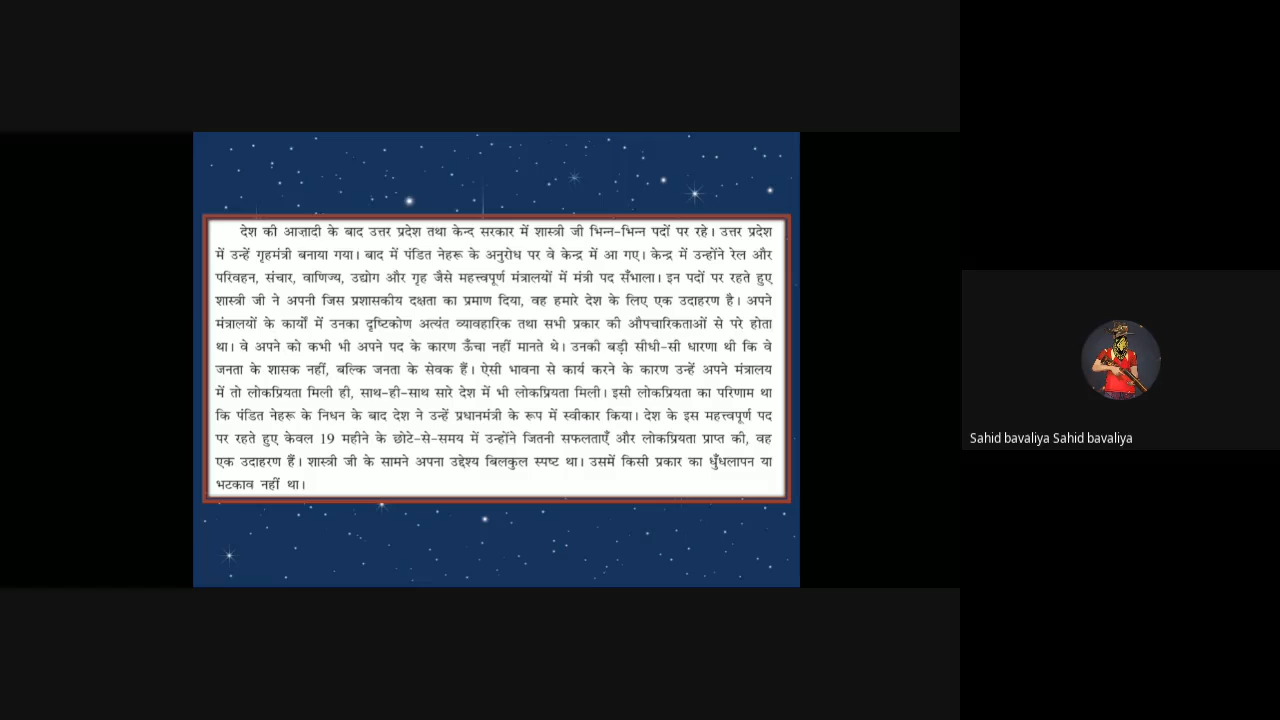 देश की आज़ादी के बाद उत्तर प्रदेश तथा केन्द सरकार में शास्त्री जी भिन्न-भिन्न पदों पर रहे। उत्तर प्रदेश
में उन्हें गृहमंत्री बनाया गया। बाद में पंडित नेहरू के अनुरोध पर वे केन्द्र में आ गए। केन्द्र में उन्होंने रेल और
परिवहन, संचार, वाणिज्य, उद्योग और गृह जैसे महत्त्वपूर्ण मंत्रालयों में मंत्री पद सँभाला। इन पदों पर रहते हुए
शास्त्री जी ने अपनी जिस प्रशासकीय दक्षता का प्रमाण दिया, वह हमारे देश के लिए एक उदाहरण है। अपने
मंत्रालयों के कार्यों में उनका दृष्टिकोण अत्यंत व्यावहारिक तथा सभी प्रकार की औपचारिकताओं से परे होता
था। वे अपने को कभी भी अपने पद के कारण ऊँचा नहीं मानते थे। उनकी बड़ी सीधी-सी धारणा थी कि वे
जनता के शासक नहीं, बल्कि जनता के सेवक हैं। ऐसी भावना से कार्य करने के कारण उन्हें अपने मंत्रालय
में तो लोकप्रियता मिली ही, साथ-ही-साथ सारे देश में भी लोकप्रियता मिली। इसी लोकप्रियता का परिणाम था
कि पंडित नेहरू के निधन के बाद देश ने उन्हें प्रधानमंत्री के रूप में स्वीकार किया। देश के इस महत्त्वपूर्ण पद
पर रहते हुए केवल 19 महीने के छोटे-से-समय में उन्होंने जितनी सफलताएँ और लोकप्रियता प्राप्त की, वह
एक उदाहरण हैं। शास्त्री जी के सामने अपना उद्देश्य बिलकुल स्पष्ट था। उसमें किसी प्रकार का धुँधलापन या
भटकाव नहीं था।
Sahid bavaliya Sahid bavaliya